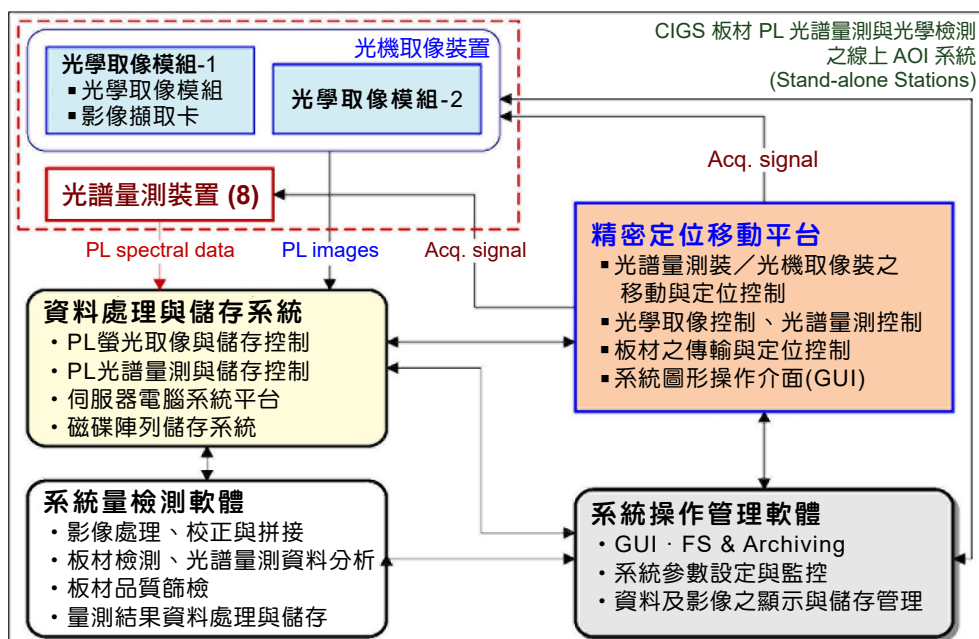 CIGS 板材 PL 光譜量測與光學檢測
之線上 AOI 系統
(Stand-alone Stations)
光機取像裝置
光學取像模組-1
▪ 光學取像模組
▪ 影像擷取卡
光學取像模組-2
Acq. signal
光譜量測裝置 (8)
PL spectral data
PL images
Acq. signal
精密定位移動平台
▪ 光譜量測裝／光機取像裝之
移動與定位控制
▪ 光學取像控制、光譜量測控制
▪ 板材之傳輸與定位控制
▪ 系統圖形操作介面(GUI)
資料處理與儲存系統
・PL螢光取像與儲存控制
・PL光譜量測與儲存控制
・伺服器電腦系統平台
・磁碟陣列儲存系統
系統量檢測軟體
・影像處理、校正與拼接
・板材檢測、光譜量測資料分析
・板材品質篩檢
・量測結果資料處理與儲存
系統操作管理軟體
・GUI · FS & Archiving
・系統參數設定與監控
・資料及影像之顯示與儲存管理